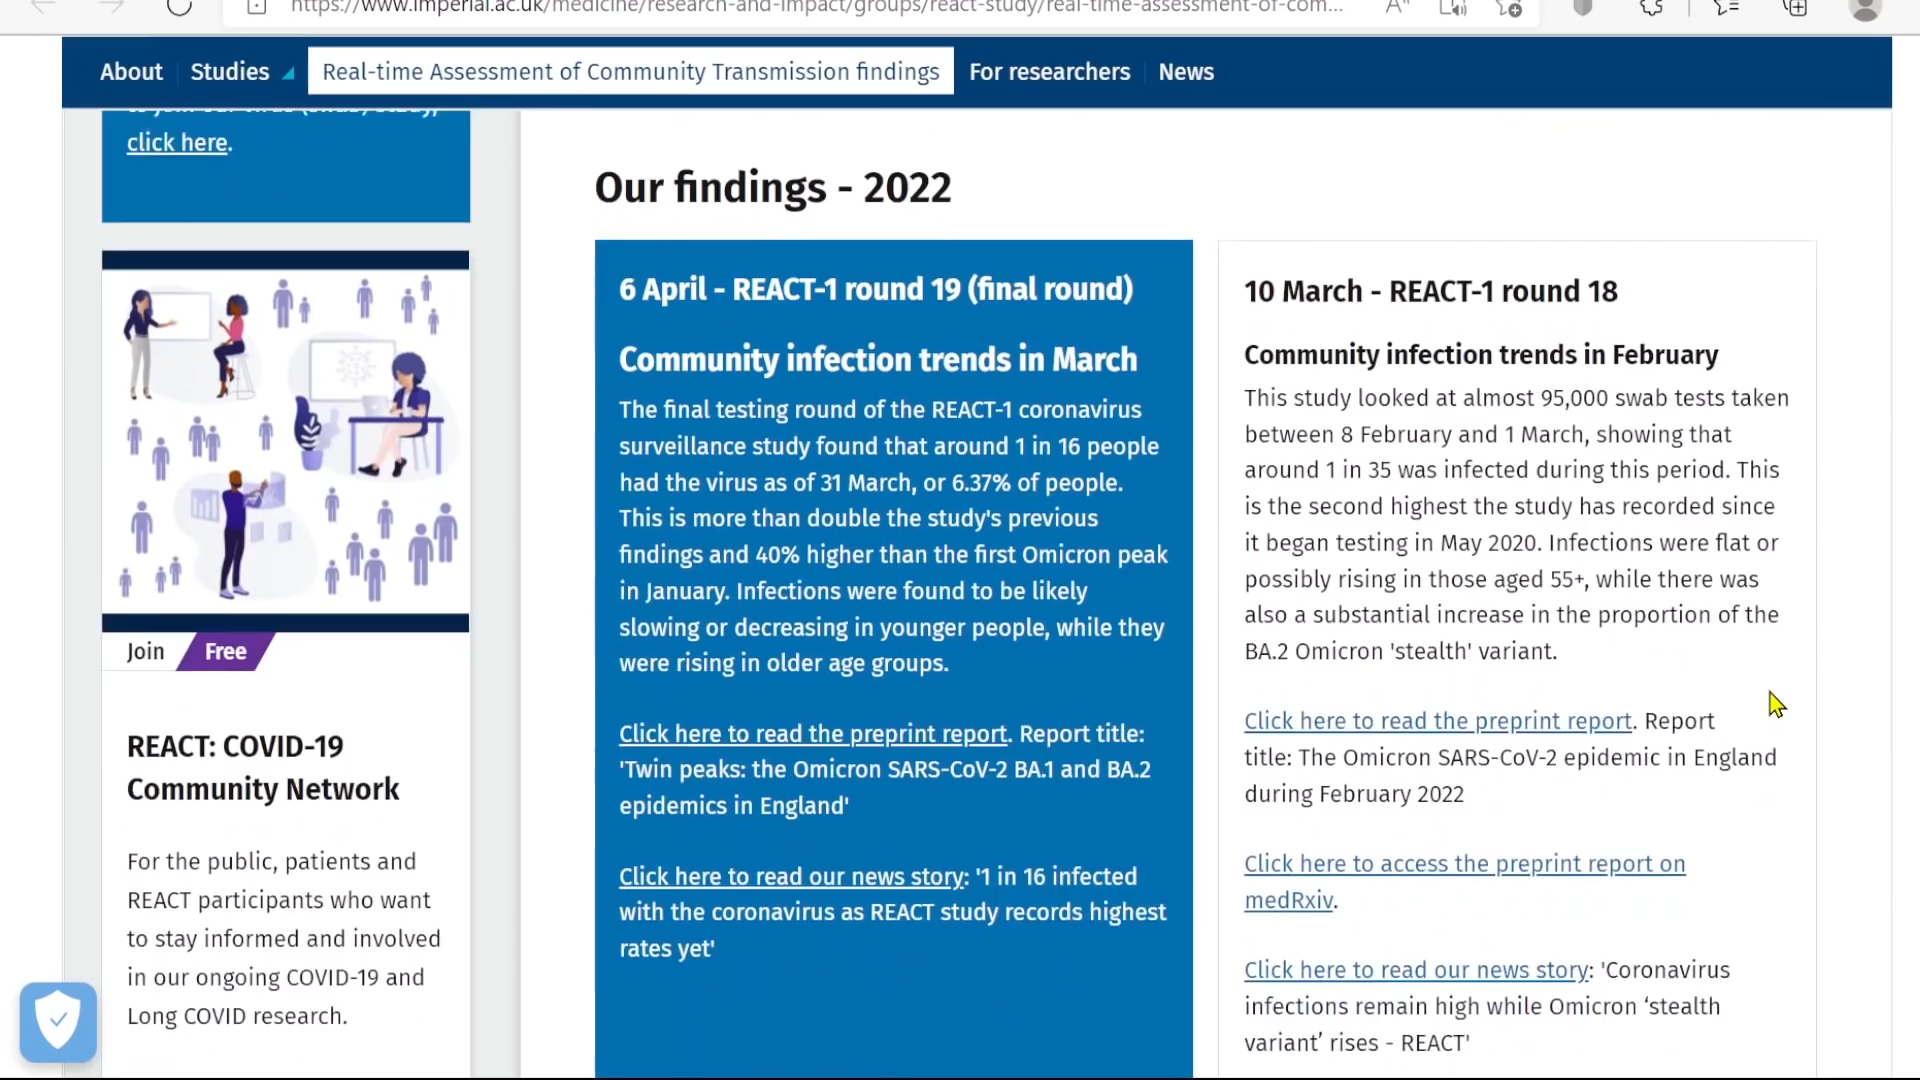 https://www.imperial.ac.uk/medicine/research-and-impact/groups/react-study/real-time-assessment-of-com...
About
Studies
Real-time Assessment of Community Transmission findings
For researchers
News
click here.
Join
Free
REACT: COVID-19
Community Network
For the public, patients and
REACT participants who want
to stay informed and involved
in our ongoing COVID-19 and
Long COVID research.
Our findings - 2022
6 April - REACT-1 round 19 (final round)
Community infection trends in March
The final testing round of the REACT-1 coronavirus
surveillance study found that around 1 in 16 people
had the virus as of 31 March, or 6.37% of people.
This is more than double the study's previous
findings and 40% higher than the first Omicron peak
in January. Infections were found to be likely
slowing or decreasing in younger people, while they
were rising in older age groups.
Click here to read the preprint report. Report title:
'Twin peaks: the Omicron SARS-CoV-2 BA.1 and BA.2
epidemics in England'
Click here to read our news story: '1 in 16 infected
with the coronavirus as REACT study records highest
rates yet'
10 March - REACT-1 round 18
Community infection trends in February
This study looked at almost 95,000 swab tests taken
between 8 February and 1 March, showing that
around 1 in 35 was infected during this period. This
is the second highest the study has recorded since
it began testing in May 2020. Infections were flat or
possibly rising in those aged 55+, while there was
also a substantial increase in the proportion of the
BA.2 Omicron 'stealth' variant.
Click here to read the preprint report. Report
title: The Omicron SARS-CoV-2 epidemic in England
during February 2022
Click here to access the preprint report on
medRxiv.
Click here to read our news story: 'Coronavirus
infections remain high while Omicron ‘stealth
variant’ rises - REACT'